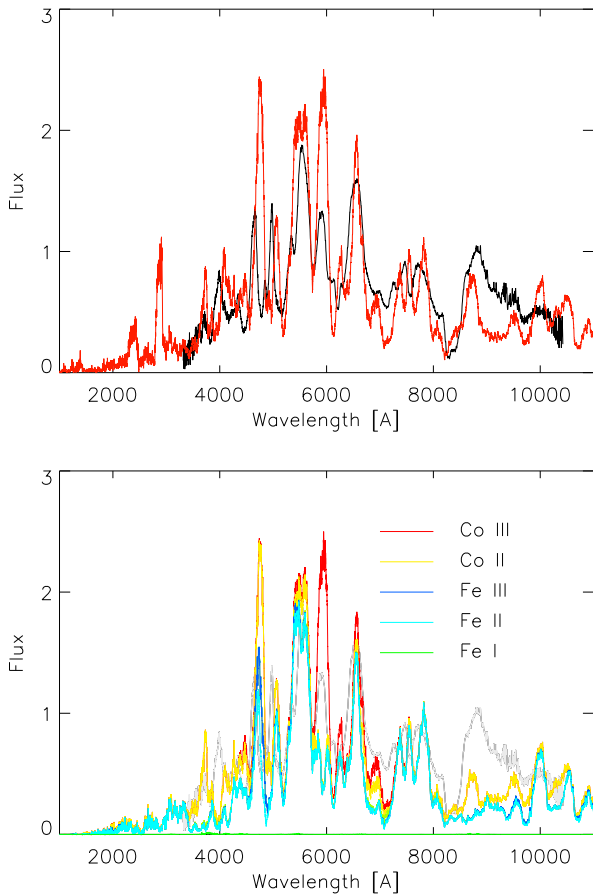 3
2
1
0
Flux
2000 4000 6000 8000 10000
Wavelength [A]
3
2
1
0
Flux
Co III
Co II
Fe III
Fe II
Fe I
2000 4000 6000 8000 10000
Wavelength [A]